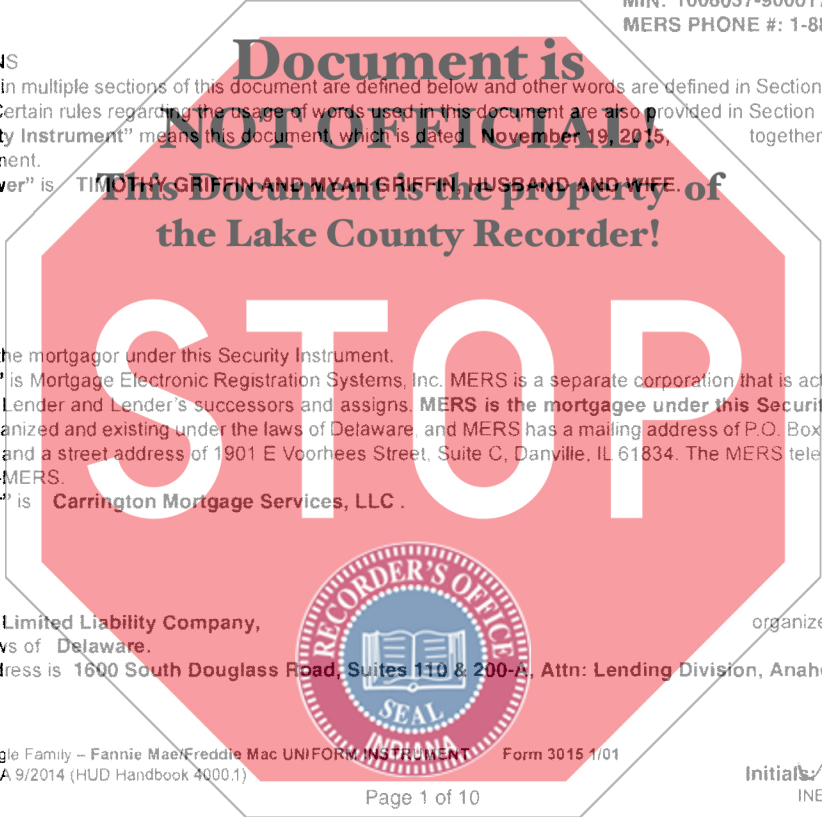 MIN: 1008037-90001
MERS PHONE #: 1-88
NS
Document is
in multiple sections of this document are defined below and other words are defined in Section
Certain rules regarding the usage of words used in this document are also provided in Section
NOT OFFICIAL!
ty Instrument” means this document, which is dated November 19, 2015, together
ment.
wer” is TIMOTHY GRIFFIN AND MYAH GRIFFIN, HUSBAND AND WIFE.
This Document is the property of
the Lake County Recorder!
STOP
the mortgagor under this Security Instrument.
” is Mortgage Electronic Registration Systems, Inc. MERS is a separate corporation that is act
Lender and Lender’s successors and assigns. MERS is the mortgagee under this Securit
anized and existing under the laws of Delaware, and MERS has a mailing address of P.O. Box
and a street address of 1901 E Voorhees Street, Suite C, Danville, IL 61834. The MERS tele
-MERS.
” is Carrington Mortgage Services, LLC .
RECORDER'S OFFICE
Limited Liability Company, organize
ws of Delaware.
dress is 1600 South Douglass Road, Suites 110 & 200-A, Attn: Lending Division, Anahe
SEAL
INDIANA
gle Family – Fannie Mae/Freddie Mac UNIFORM INSTRUMENT Form 3015 1/01
A 9/2014 (HUD Handbook 4000.1) Initials:
Page 1 of 10 INE